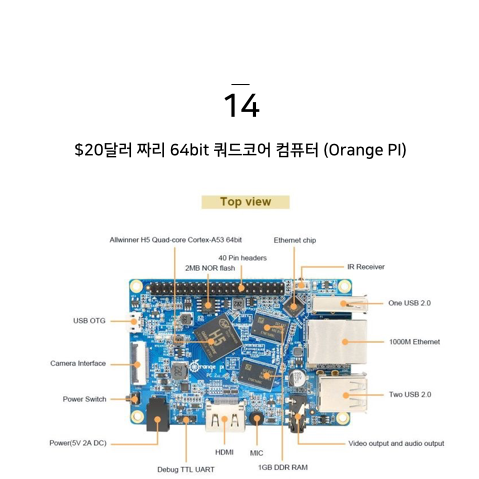 14
$20달러 짜리 64bit 쿼드코어 컴퓨터 (Orange PI)
Top view
Allwinner H5 Quad-core Cortex-A53 64bit
Ethernet chip
40 Pin headers
2MB NOR flash
IR Receiver
One USB 2.0
USB OTG
1000M Ethernet
H5
Orange Pi
Camera Interface
Power Switch
Two USB 2.0
Power(5V 2A DC)
Video output and audio output
HDMI
MIC
Debug TTL UART
1GB DDR RAM